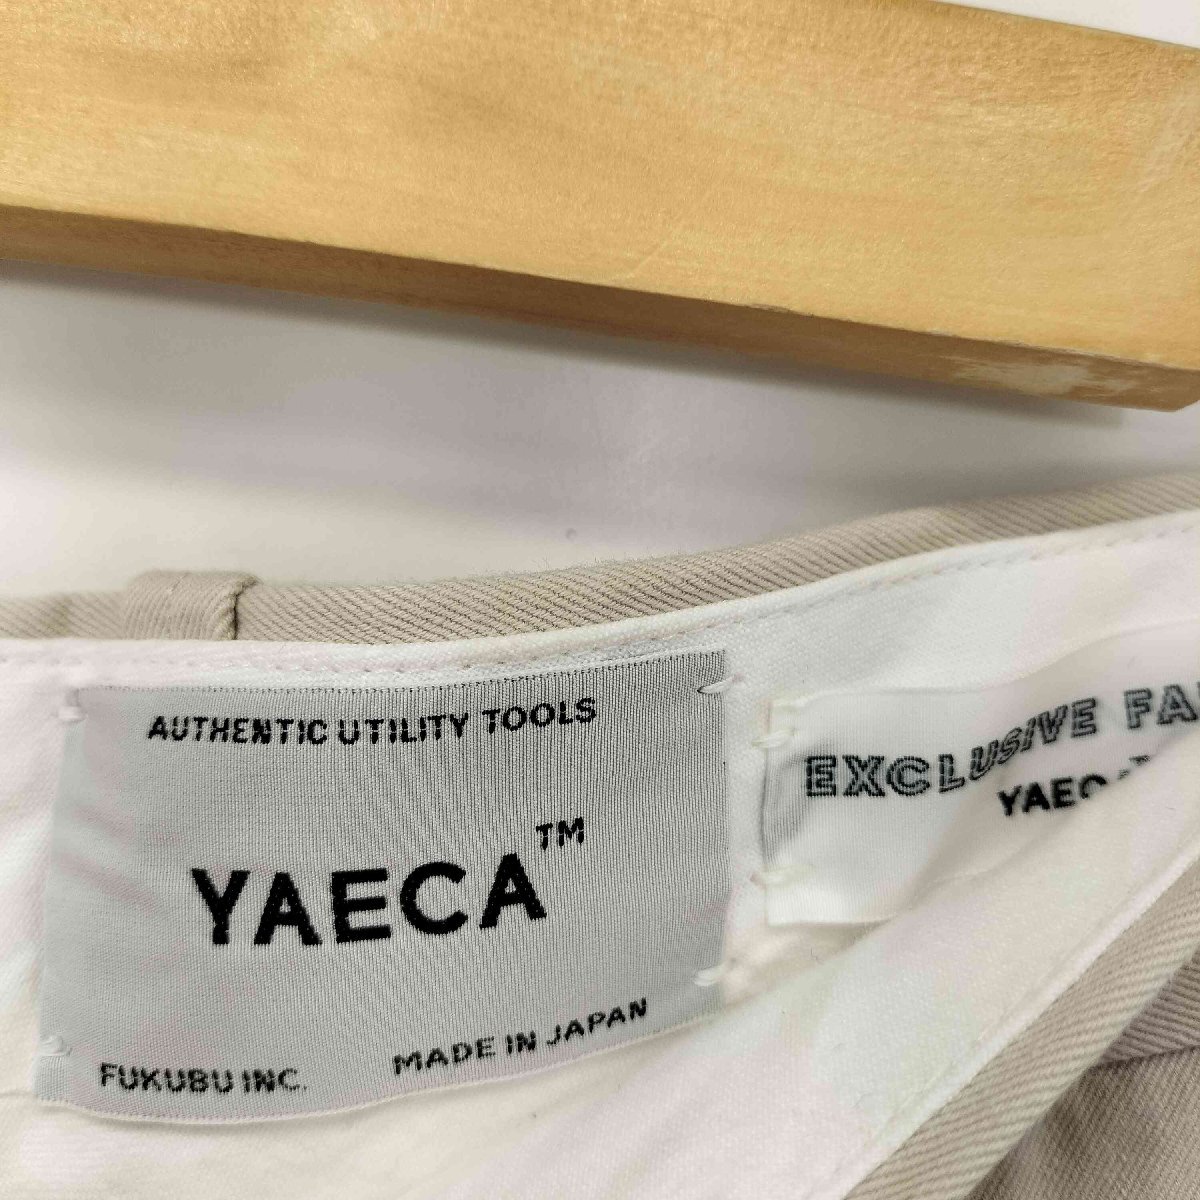 AUTHENTIC UTILITY TOOLS
YAECA™
FUKUBU INC. MADE IN JAPAN
EXCLUSIVE